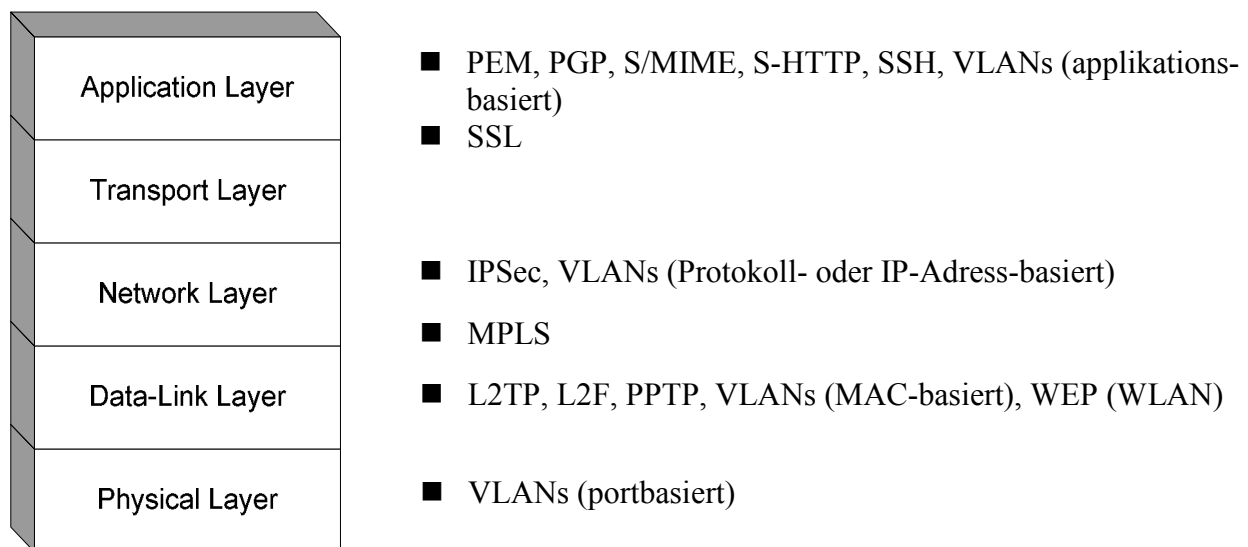 Application Layer
■ PEM, PGP, S/MIME, S-HTTP, SSH, VLANs (applikations-
basiert)
■ SSL
Transport Layer
Network Layer
■ IPSec, VLANs (Protokoll- oder IP-Adress-basiert)
■ MPLS
Data-Link Layer
■ L2TP, L2F, PPTP, VLANs (MAC-basiert), WEP (WLAN)
Physical Layer
■ VLANs (portbasiert)